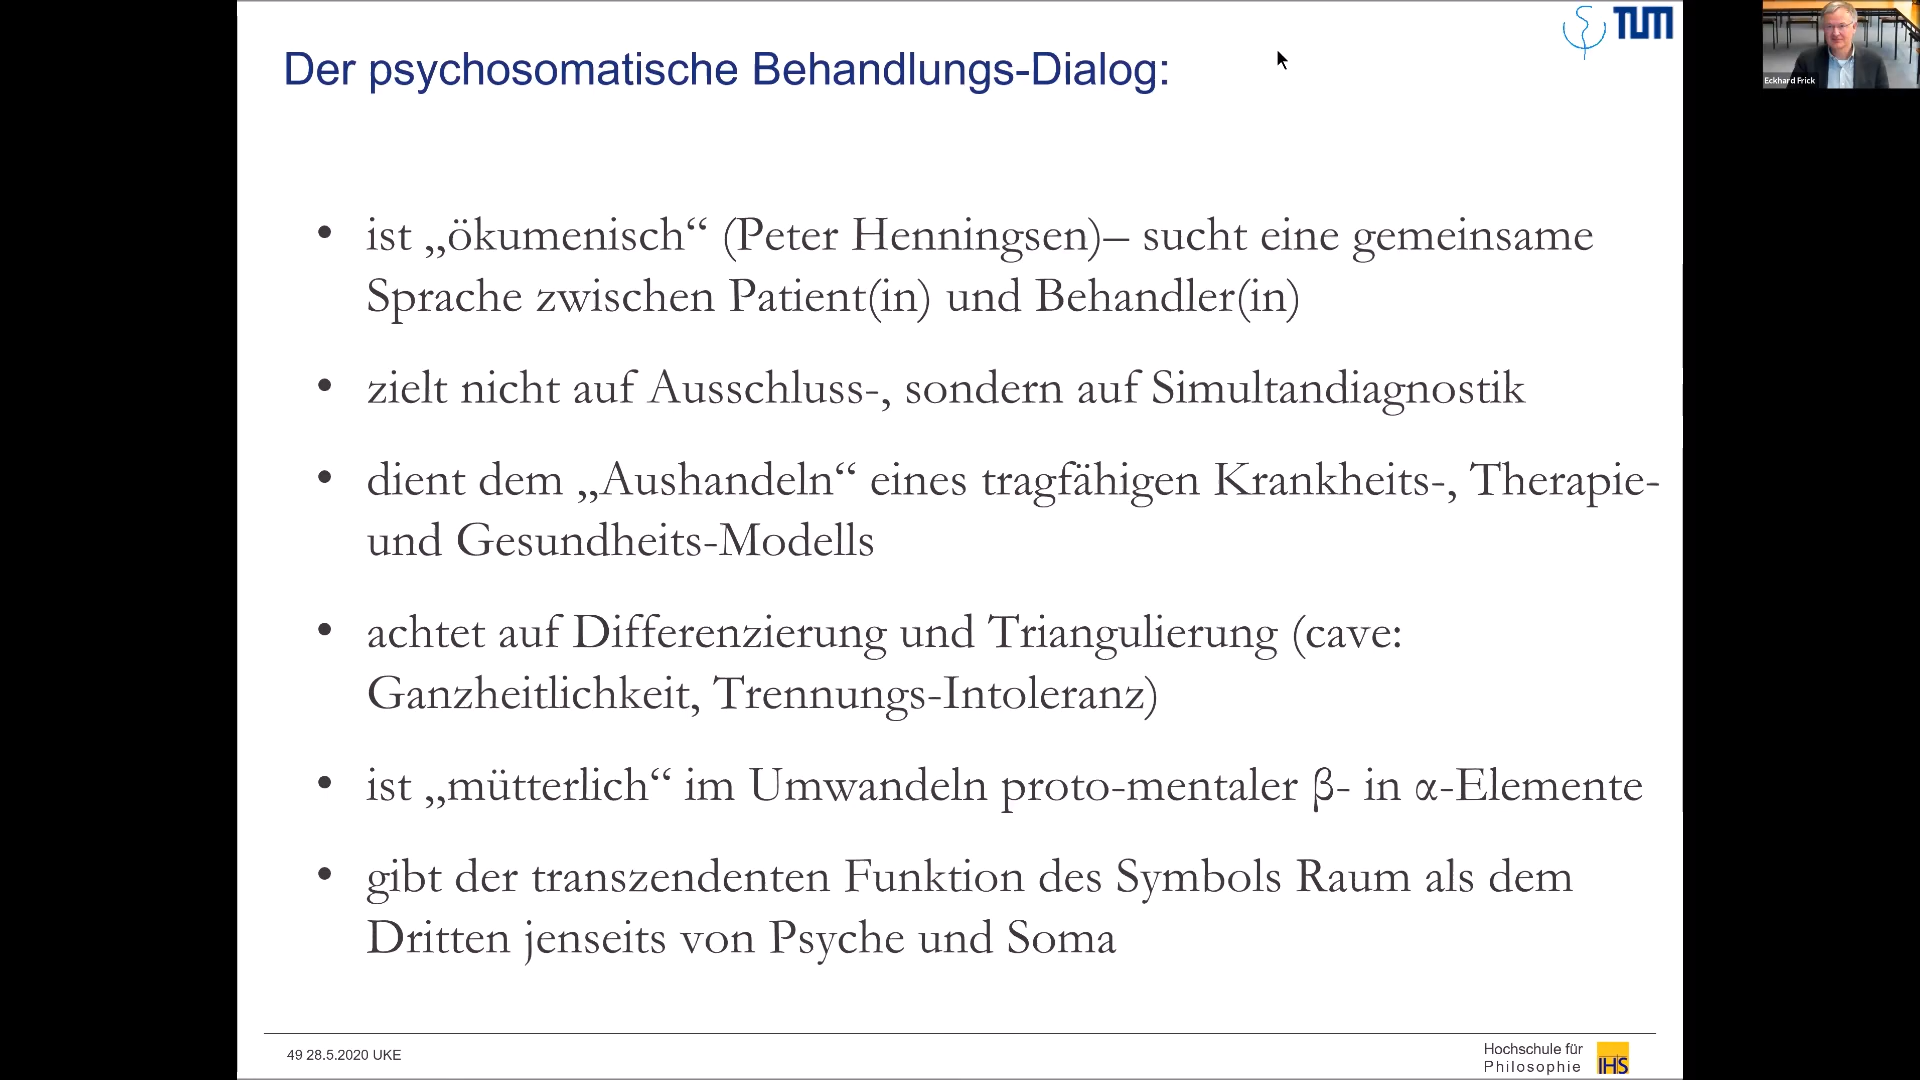 TUM
Der psychosomatische Behandlungs-Dialog:
Eckhard Frick
• ist „ökumenisch“ (Peter Henningsen)– sucht eine gemeinsame
Sprache zwischen Patient(in) und Behandler(in)
• zielt nicht auf Ausschluss-, sondern auf Simultandiagnostik
• dient dem „Aushandeln“ eines tragfähigen Krankheits-, Therapie-
und Gesundheits-Modells
• achtet auf Differenzierung und Triangulierung (cave:
Ganzheitlichkeit, Trennungs-Intoleranz)
• ist „mütterlich“ im Umwandeln proto-mentaler β- in α-Elemente
• gibt der transzendenten Funktion des Symbols Raum als dem
Dritten jenseits von Psyche und Soma
49 28.5.2020 UKE
Hochschule für
Philosophie
IHS